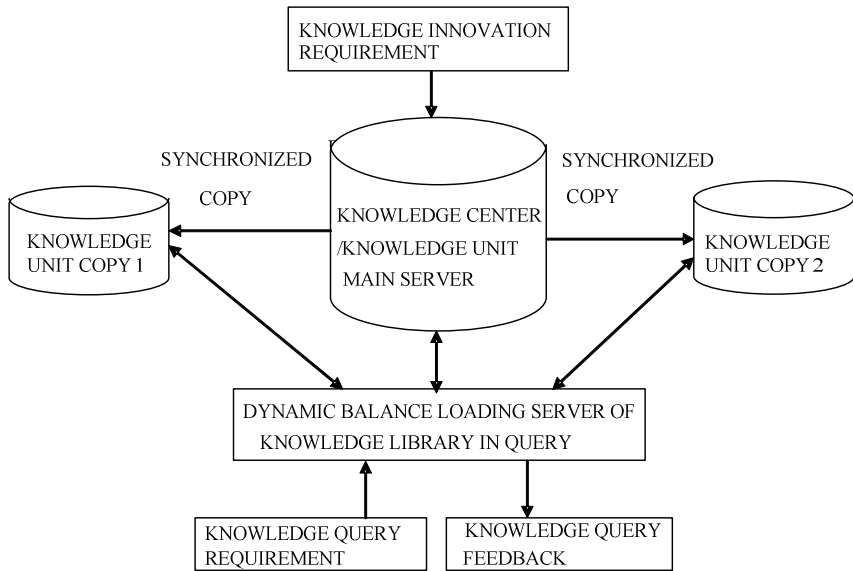 KNOWLEDGE INNOVATION
REQUIREMENT
SYNCHRONIZED
COPY
SYNCHRONIZED
COPY
KNOWLEDGE
UNIT COPY 1
KNOWLEDGE CENTER
/KNOWLEDGE UNIT
MAIN SERVER
KNOWLEDGE
UNIT COPY 2
DYNAMIC BALANCE LOADING SERVER OF
KNOWLEDGE LIBRARY IN QUERY
KNOWLEDGE QUERY
REQUIREMENT
KNOWLEDGE QUERY
FEEDBACK